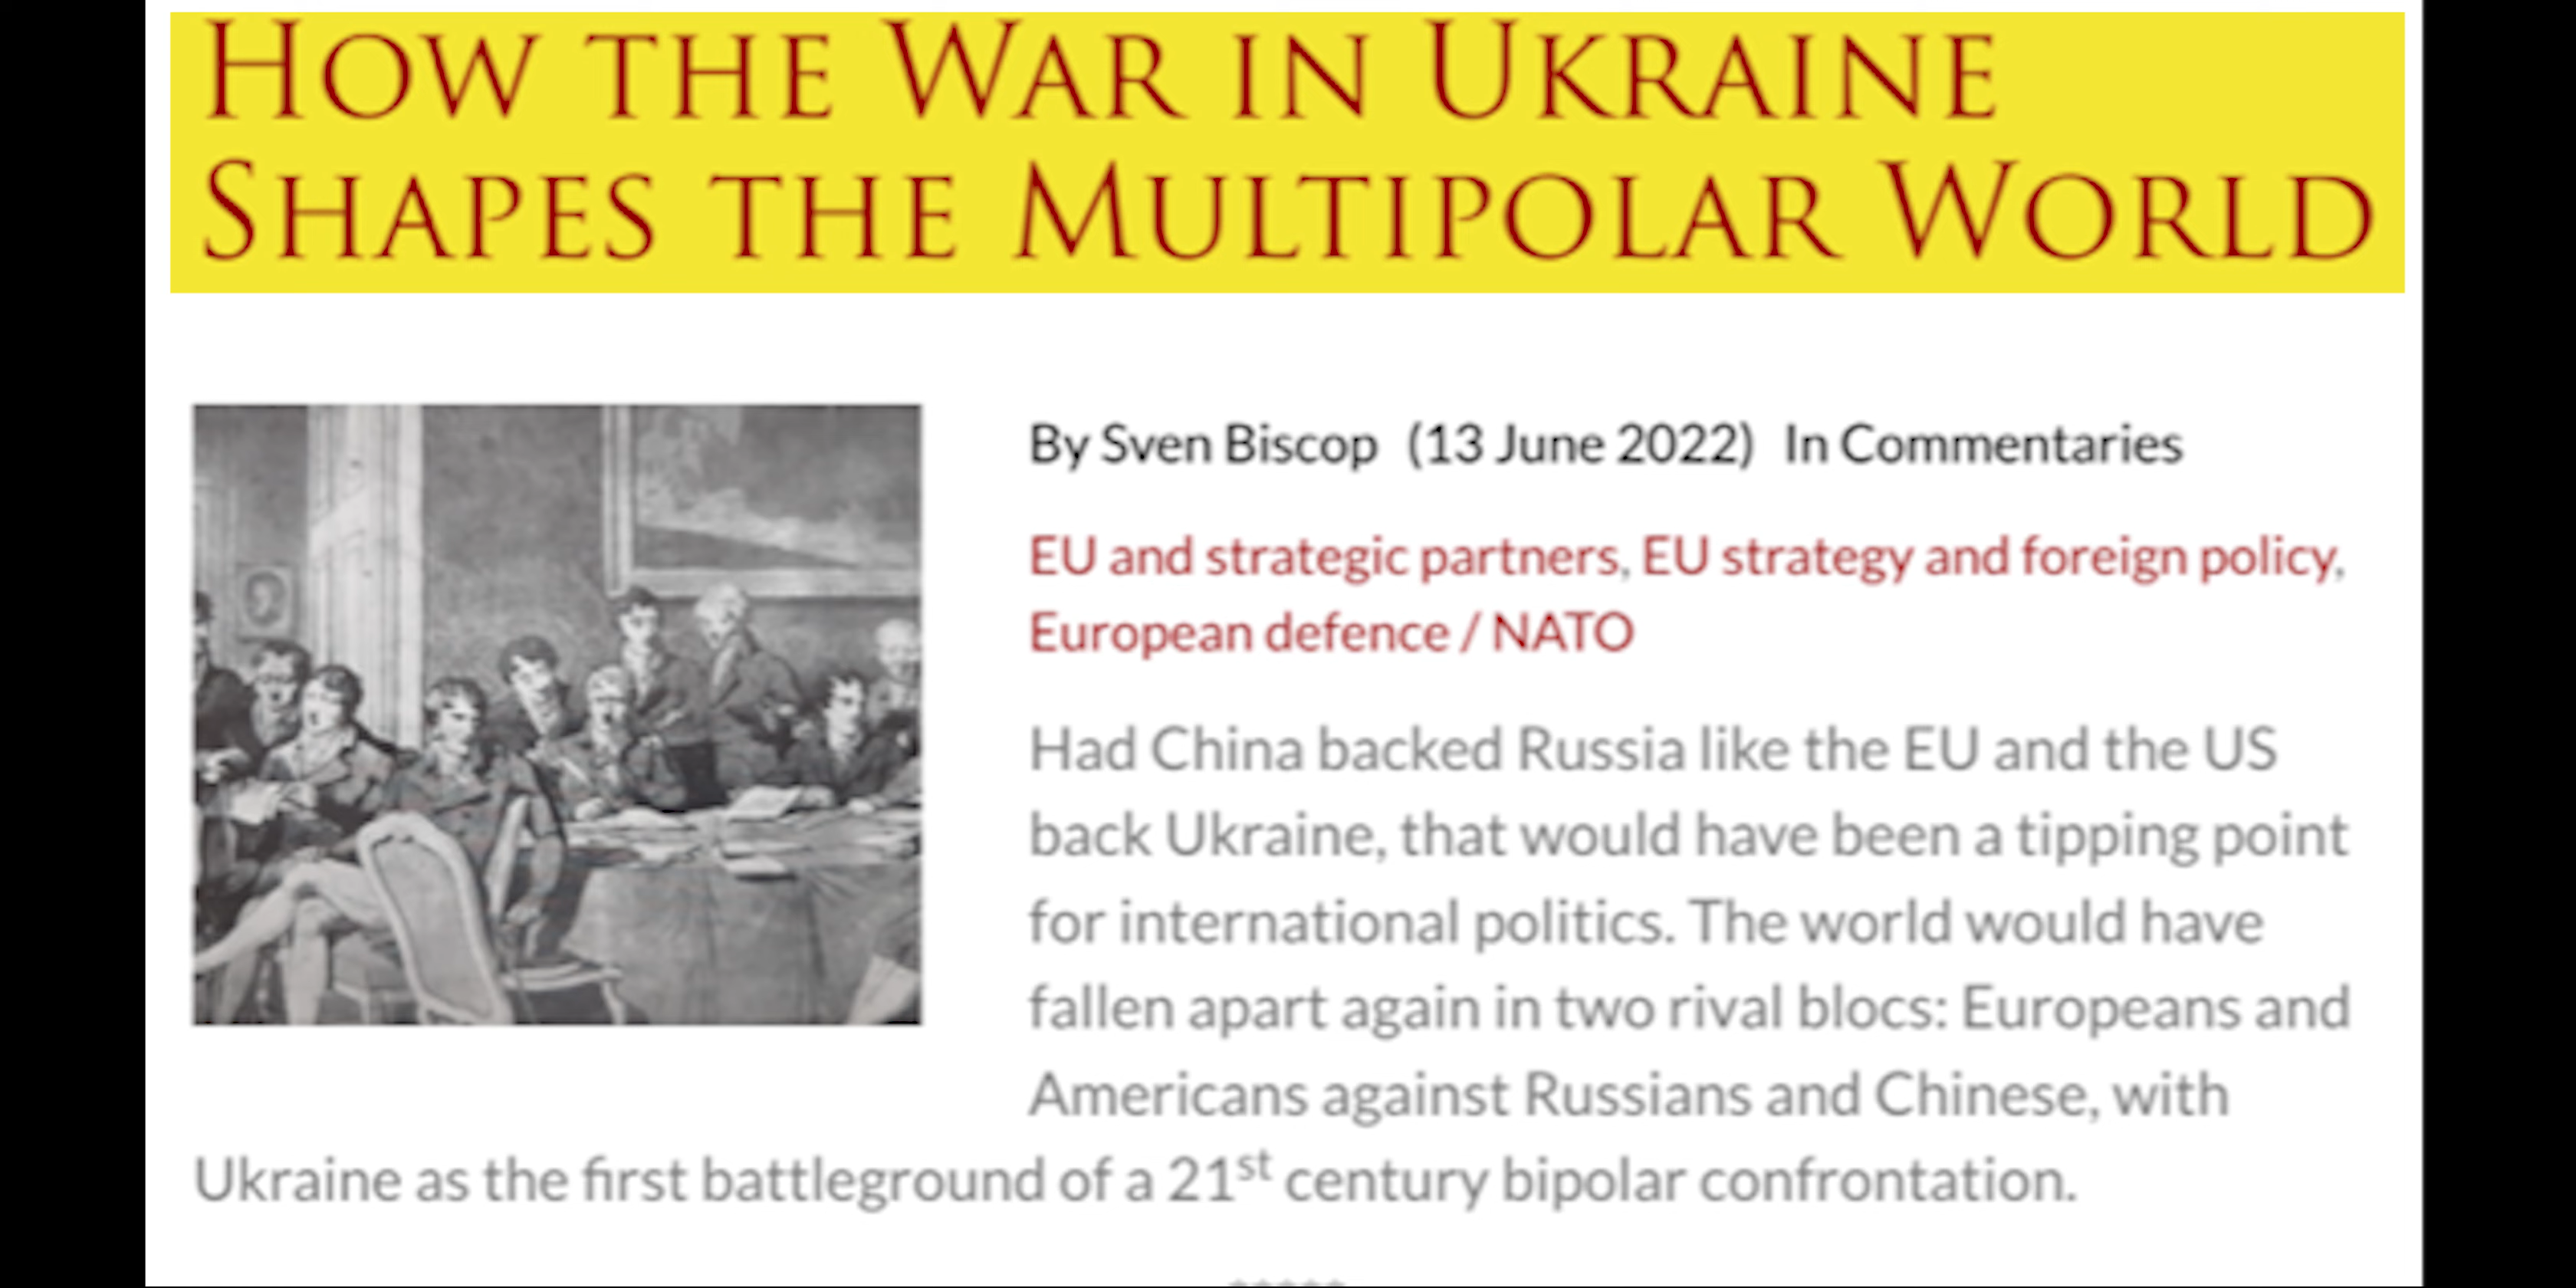 How the War in Ukraine
Shapes the Multipolar World
By Sven Biscop (13 June 2022) In Commentaries
EU and strategic partners, EU strategy and foreign policy,
European defence / NATO
Had China backed Russia like the EU and the US
back Ukraine, that would have been a tipping point
for international politics. The world would have
fallen apart again in two rival blocs: Europeans and
Americans against Russians and Chinese, with
Ukraine as the first battleground of a 21st century bipolar confrontation.
*****